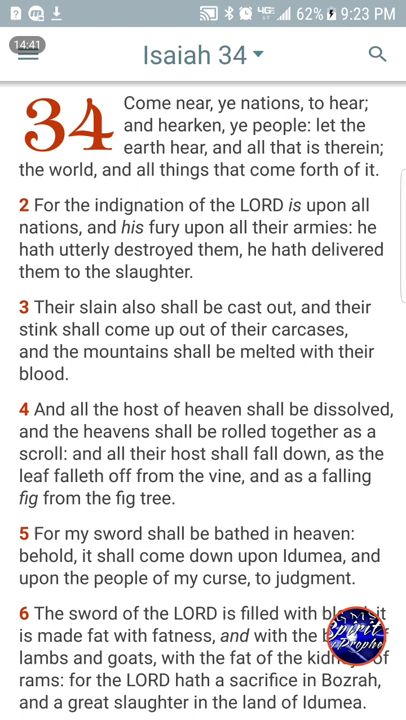 62% 9:23 PM
14:41
Isaiah 34
34 Come near, ye nations, to hear;
and hearken, ye people: let the
earth hear, and all that is therein;
the world, and all things that come forth of it.
2 For the indignation of the LORD is upon all
nations, and his fury upon all their armies: he
hath utterly destroyed them, he hath delivered
them to the slaughter.
3 Their slain also shall be cast out, and their
stink shall come up out of their carcases,
and the mountains shall be melted with their
blood.
4 And all the host of heaven shall be dissolved,
and the heavens shall be rolled together as a
scroll: and all their host shall fall down, as the
leaf falleth off from the vine, and as a falling
fig from the fig tree.
5 For my sword shall be bathed in heaven:
behold, it shall come down upon Idumea, and
upon the people of my curse, to judgment.
6 The sword of the LORD is filled with it
is made fat with fatness, and with the of
lambs and goats, with the fat of the
rams: for the LORD hath a sacrifice in Bozrah,
and a great slaughter in the land of Idumea.
Spirit